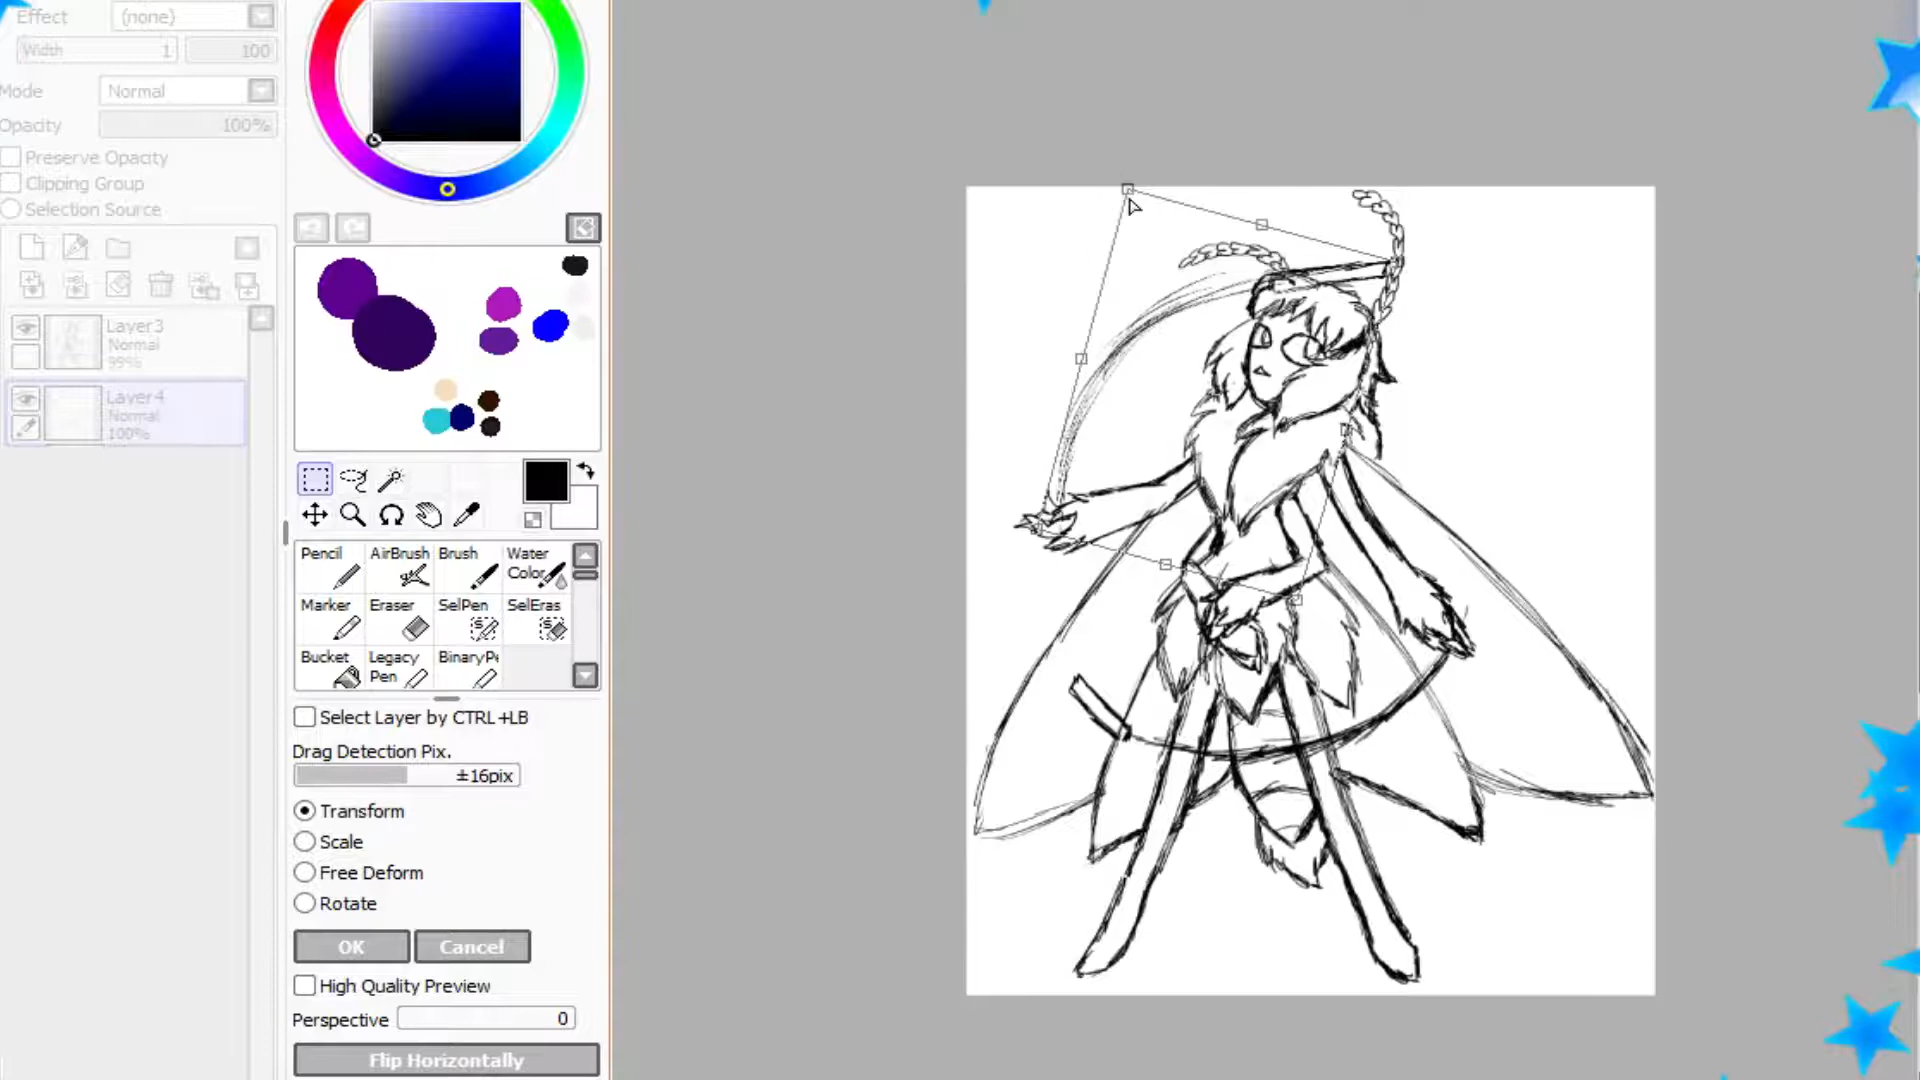 Effect (none)
Width 1 100
Mode Normal
Opacity 100%
Preserve Opacity
Clipping Group
Selection Source
Layer3
Normal
99%
Layer4
Normal
100%
Pencil AirBrush Brush Water Color
Marker Eraser SelPen SelEras
Bucket Legacy Pen BinaryPe
Select Layer by CTRL+LB
Drag Detection Pix.
±16pix
Transform
Scale
Free Deform
Rotate
OK Cancel
High Quality Preview
Perspective 0
Flip Horizontally